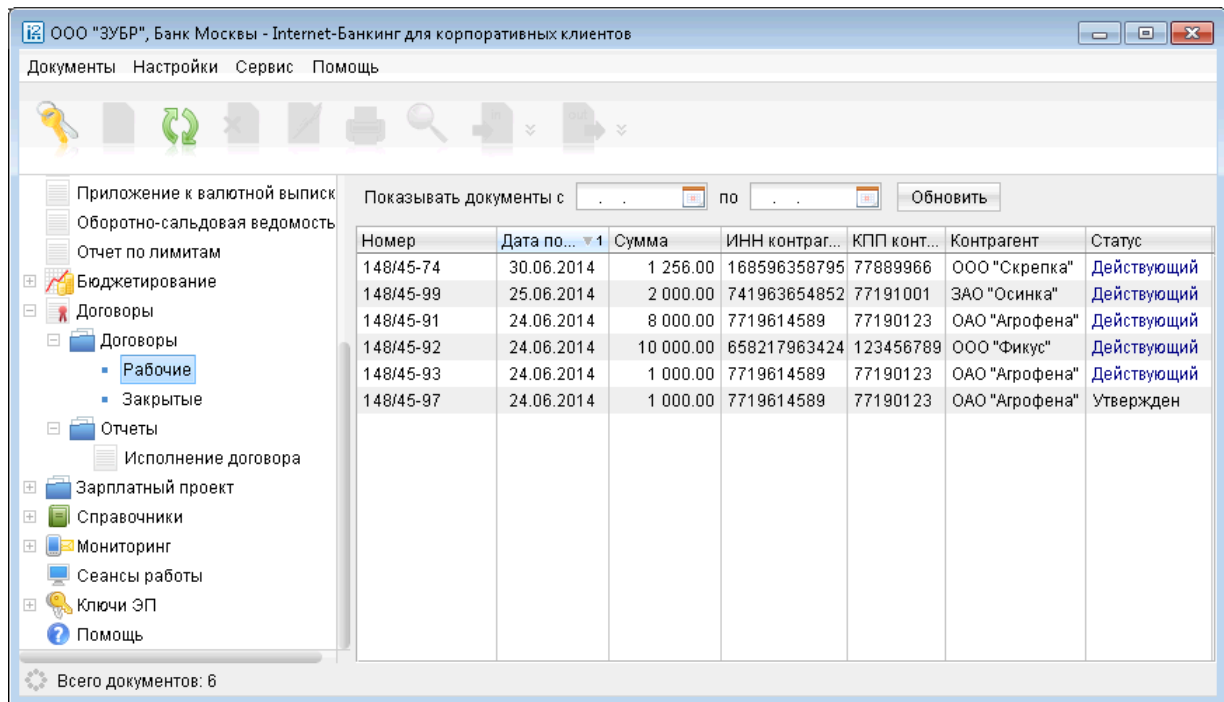 ООО "ЗУБР", Банк Москвы - Internet-Банкинг для корпоративных клиентов
Документы Настройки Сервис Помощь
in out
Приложение к валютной выписк
Оборотно-сальдовая ведомость
Отчет по лимитам
Бюджетирование
Договоры
Договоры
Рабочие
Закрытые
Отчеты
Исполнение договора
Зарплатный проект
Справочники
Мониторинг
Сеансы работы
Ключи ЭП
Помощь
Показывать документы с . . по . . Обновить
Номер Дата по... 1 Сумма ИНН контраг... КПП конт... Контрагент Статус
148/45-74 30.06.2014 1 256.00 168596358795 77889966 ООО "Скрепка" Действующий
148/45-99 25.06.2014 2 000.00 741963654852 77191001 ЗАО "Осинка" Действующий
148/45-91 24.06.2014 8 000.00 7719614589 77190123 ОАО "Агрофена" Действующий
148/45-92 24.06.2014 10 000.00 658217963424 123456789 ООО "Фикус" Действующий
148/45-93 24.06.2014 1 000.00 7719614589 77190123 ОАО "Агрофена" Действующий
148/45-97 24.06.2014 1 000.00 7719614589 77190123 ОАО "Агрофена" Утвержден
Всего документов: 6